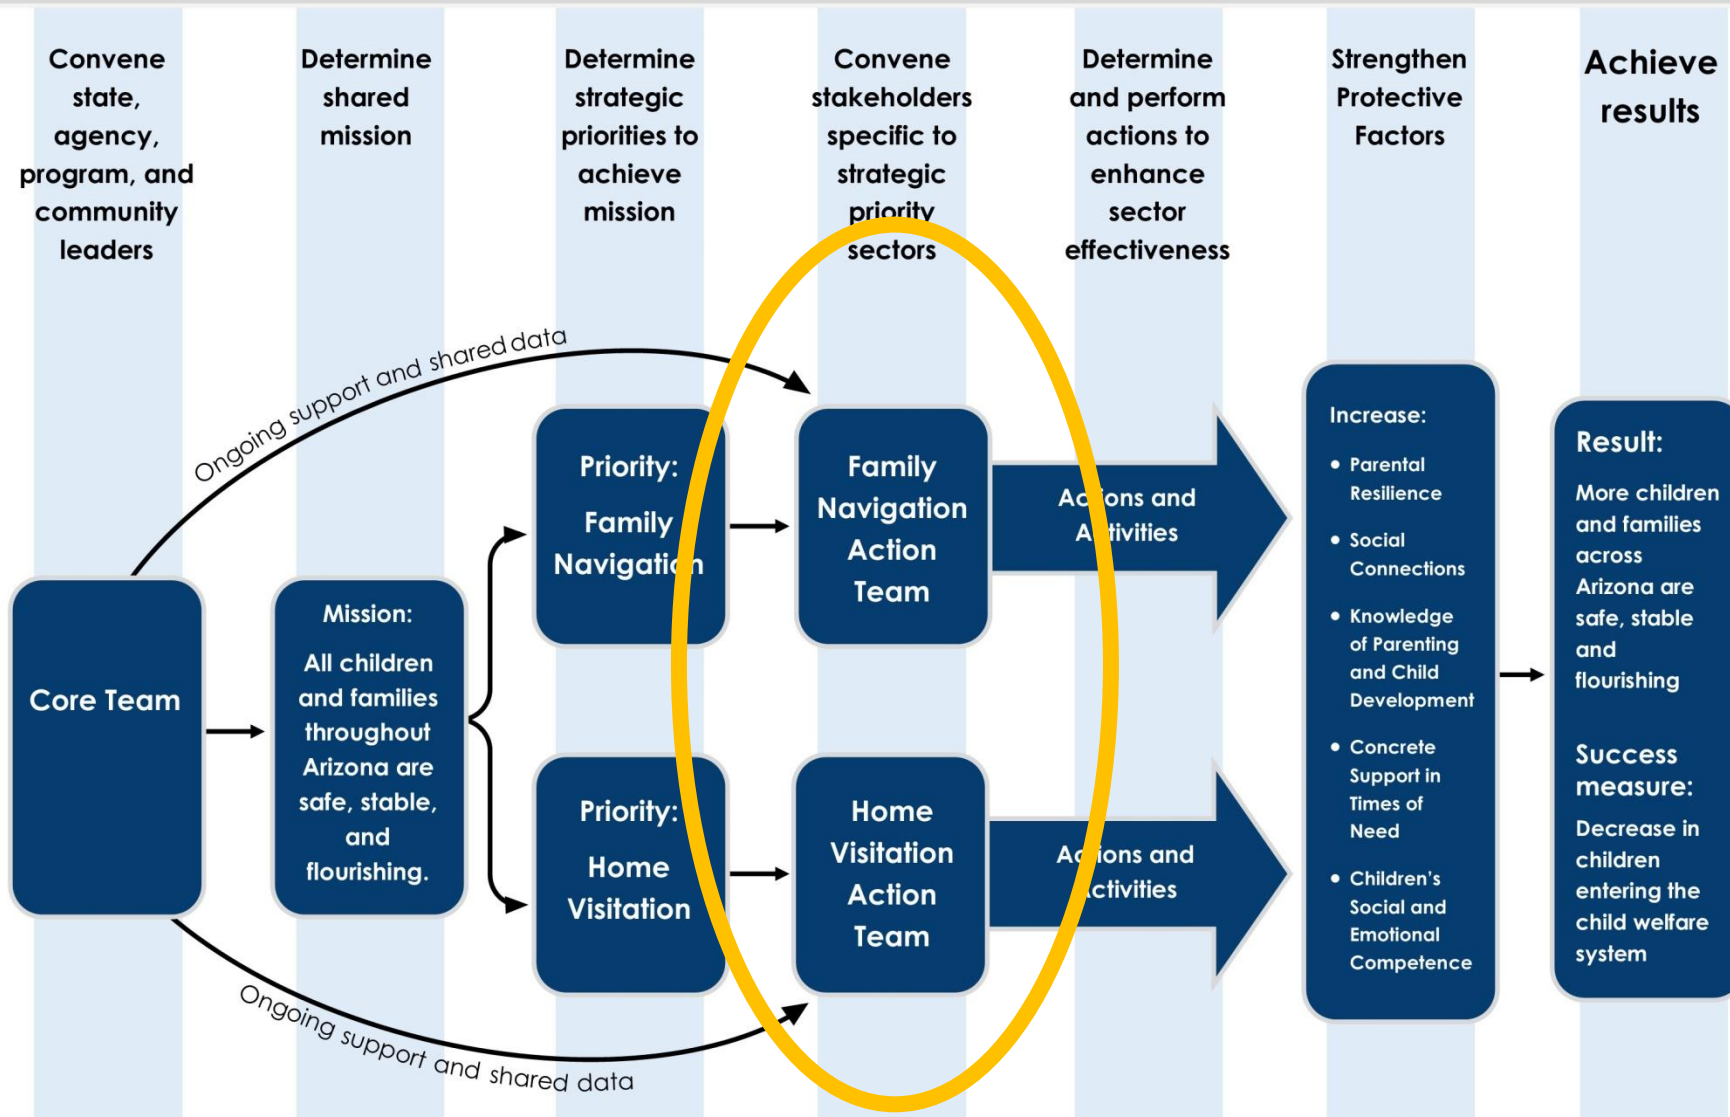 Convene
state,
agency,
program, and
community
leaders
Determine
shared
mission
Determine
strategic
priorities to
achieve
mission
Convene
stakeholders
specific to
strategic
priority
sectors
Determine
and perform
actions to
enhance
sector
effectiveness
Strengthen
Protective
Factors
Achieve
results
Ongoing support and shared data
Core Team
Mission:
All children
and families
throughout
Arizona are
safe, stable,
and
flourishing.
Priority:
Family
Navigation
Family
Navigation
Action
Team
Actions and
Activities
Priority:
Home
Visitation
Home
Visitation
Action
Team
Actions and
Activities
Ongoing support and shared data
Increase:
• Parental
Resilience
• Social
Connections
• Knowledge
of Parenting
and Child
Development
• Concrete
Support in
Times of
Need
• Children's
Social and
Emotional
Competence
Result:
More children
and families
across
Arizona are
safe, stable
and
flourishing
Success
measure:
Decrease in
children
entering the
child welfare
system